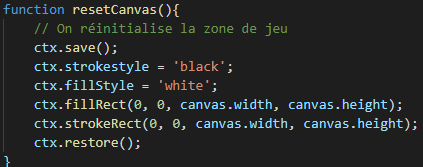 function resetCanvas(){
// On réinitialise la zone de jeu
ctx.save();
ctx.strokestyle = 'black';
ctx.fillStyle = 'white';
ctx.fillRect(0, 0, canvas.width, canvas.height);
ctx.strokeRect(0, 0, canvas.width, canvas.height);
ctx.restore();
}